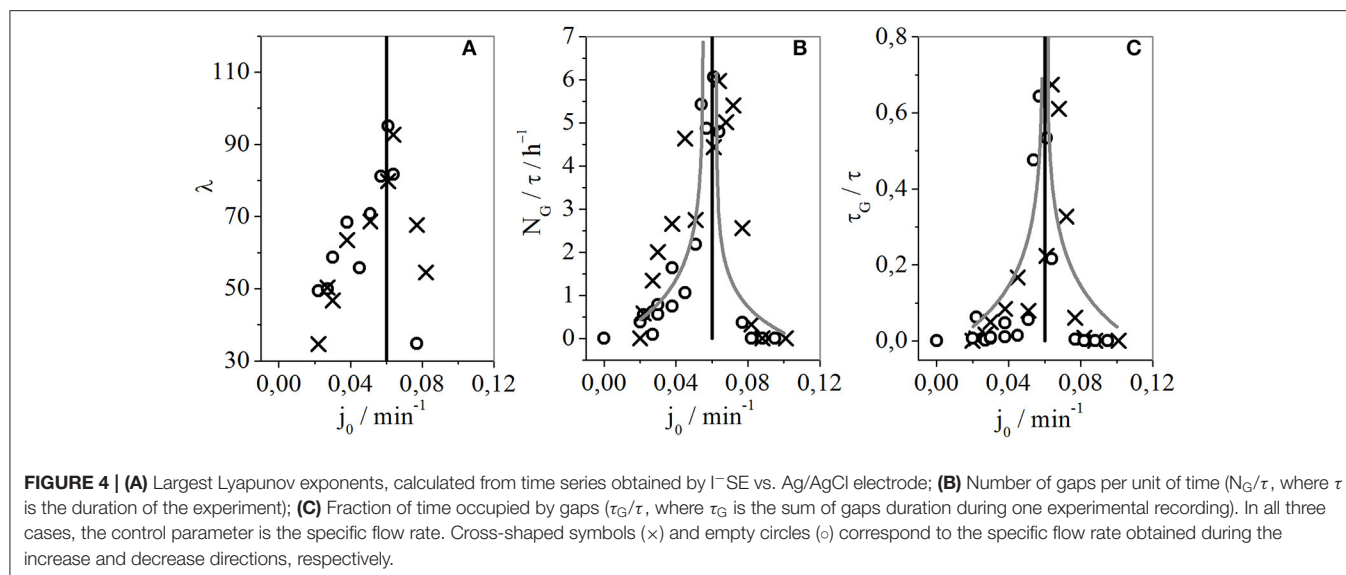 A
110
90
70
50
30
λ
0,00 0,04 0,08 0,12
j₀ / min⁻¹
B
7
6
5
4
3
2
1
0
N_G / τ / h⁻¹
0,00 0,04 0,08 0,12
j₀ / min⁻¹
C
0,8
0,6
0,4
0,2
0,0
τ_G / τ
0,00 0,04 0,08 0,12
j₀ / min⁻¹
FIGURE 4 | (A) Largest Lyapunov exponents, calculated from time series obtained by I⁻SE vs. Ag/AgCl electrode; (B) Number of gaps per unit of time (N_G/τ, where τ
is the duration of the experiment); (C) Fraction of time occupied by gaps (τ_G/τ, where τ_G is the sum of gaps duration during one experimental recording). In all three
cases, the control parameter is the specific flow rate. Cross-shaped symbols (×) and empty circles (○) correspond to the specific flow rate obtained during the
increase and decrease directions, respectively.